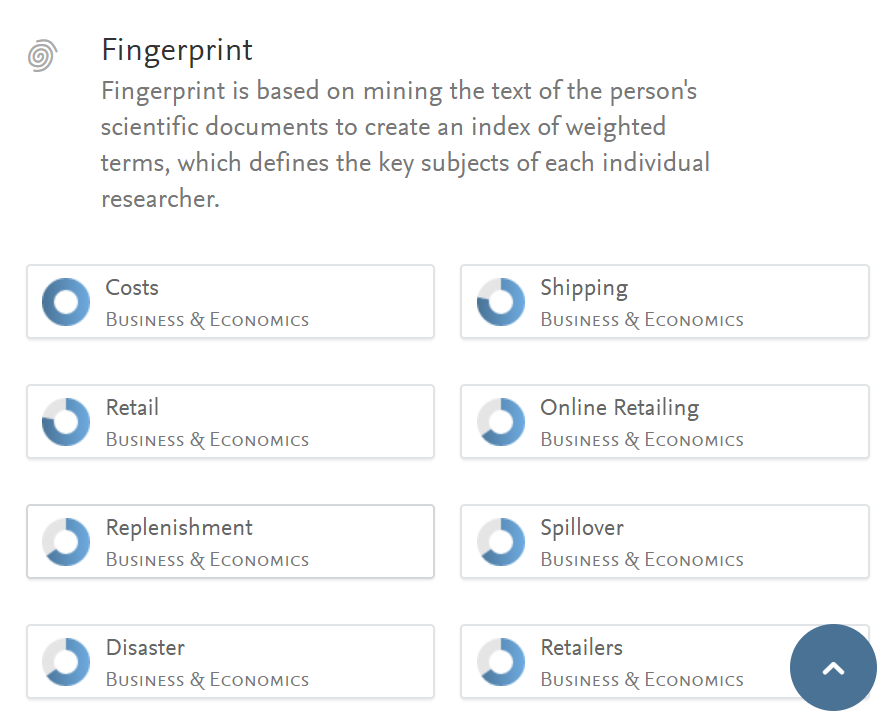 Fingerprint
Fingerprint is based on mining the text of the person's
scientific documents to create an index of weighted
terms, which defines the key subjects of each individual
researcher.
Costs
Business & Economics
Shipping
Business & Economics
Retail
Business & Economics
Online Retailing
Business & Economics
Replenishment
Business & Economics
Spillover
Business & Economics
Disaster
Business & Economics
Retailers
Business & Economics